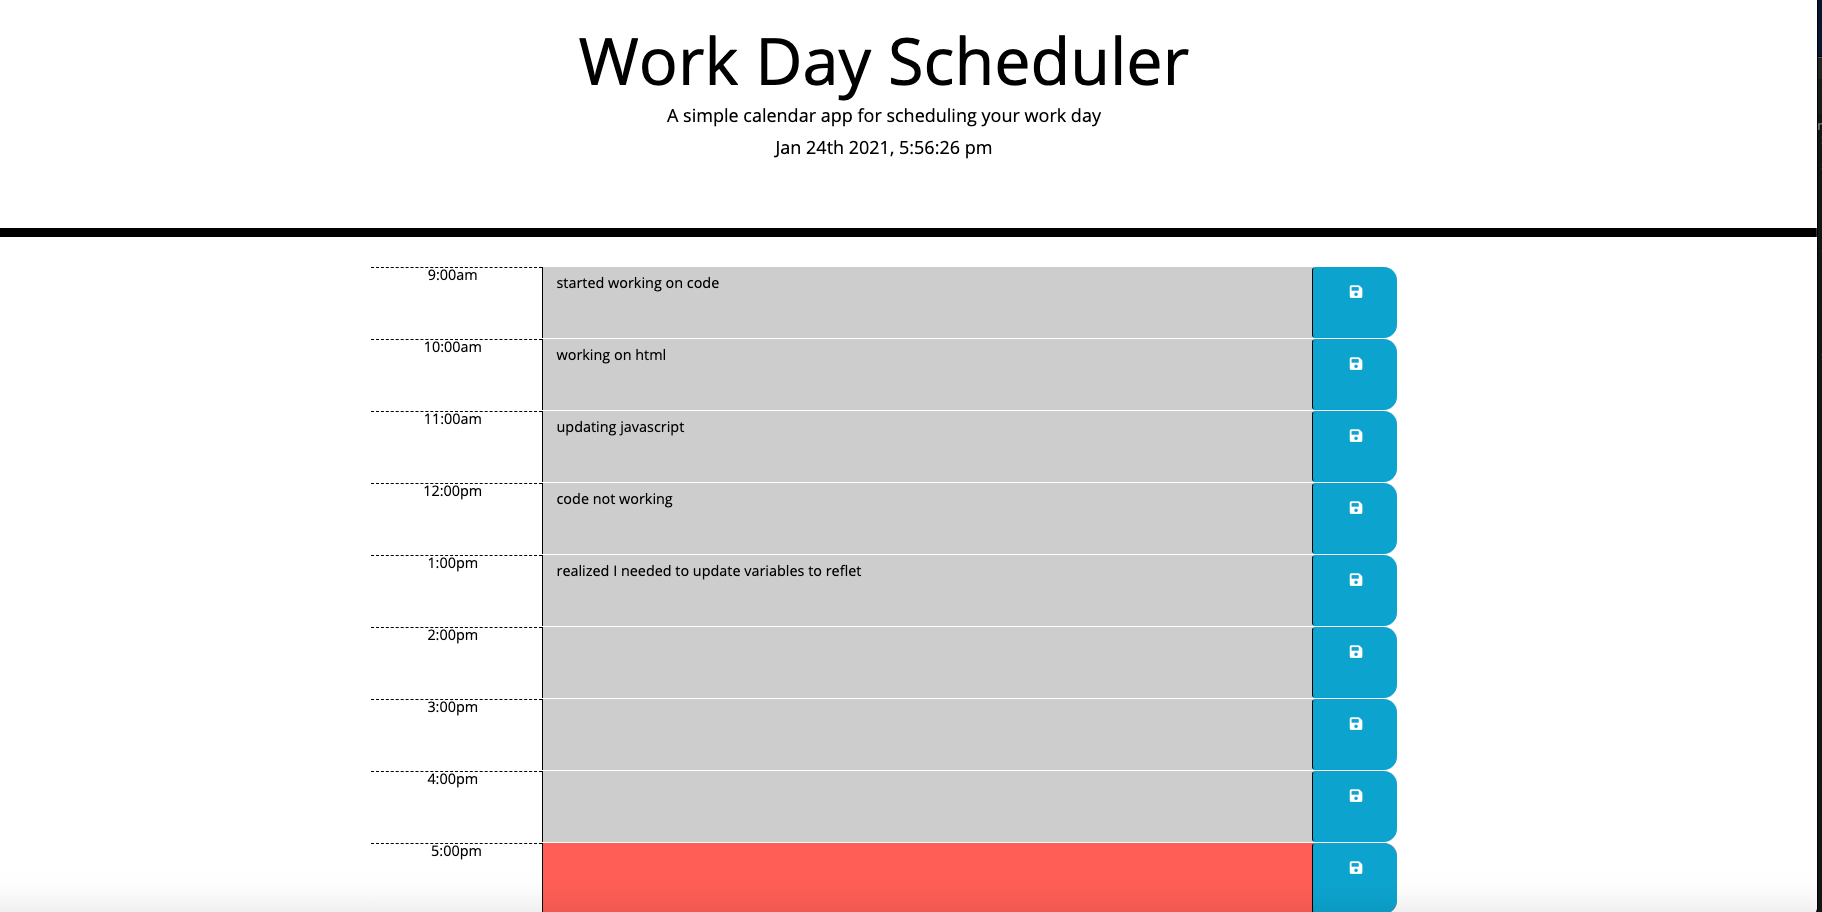 Work Day Scheduler
A simple calendar app for scheduling your work day
Jan 24th 2021, 5:56:26 pm
9:00am started working on code
10:00am working on html
11:00am updating javascript
12:00pm code not working
1:00pm realized I needed to update variables to reflet
2:00pm
3:00pm
4:00pm
5:00pm